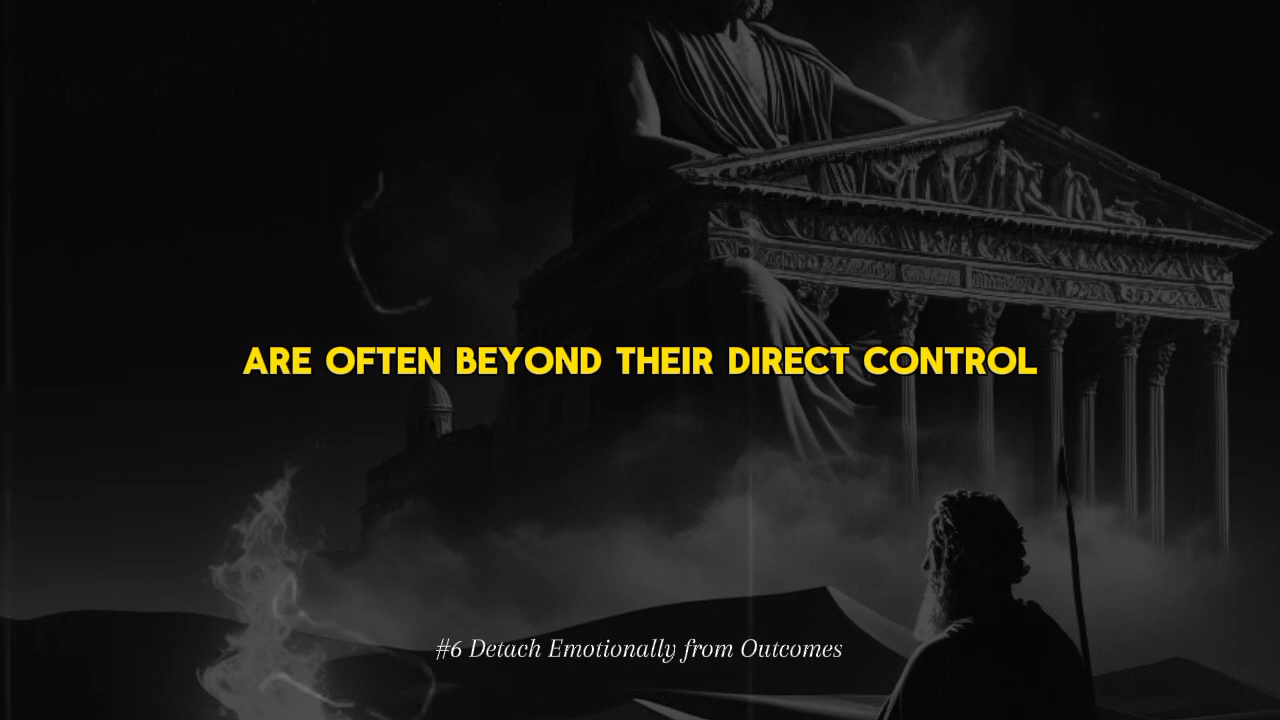 ARE OFTEN BEYOND THEIR DIRECT CONTROL
#6 Detach Emotionally from Outcomes